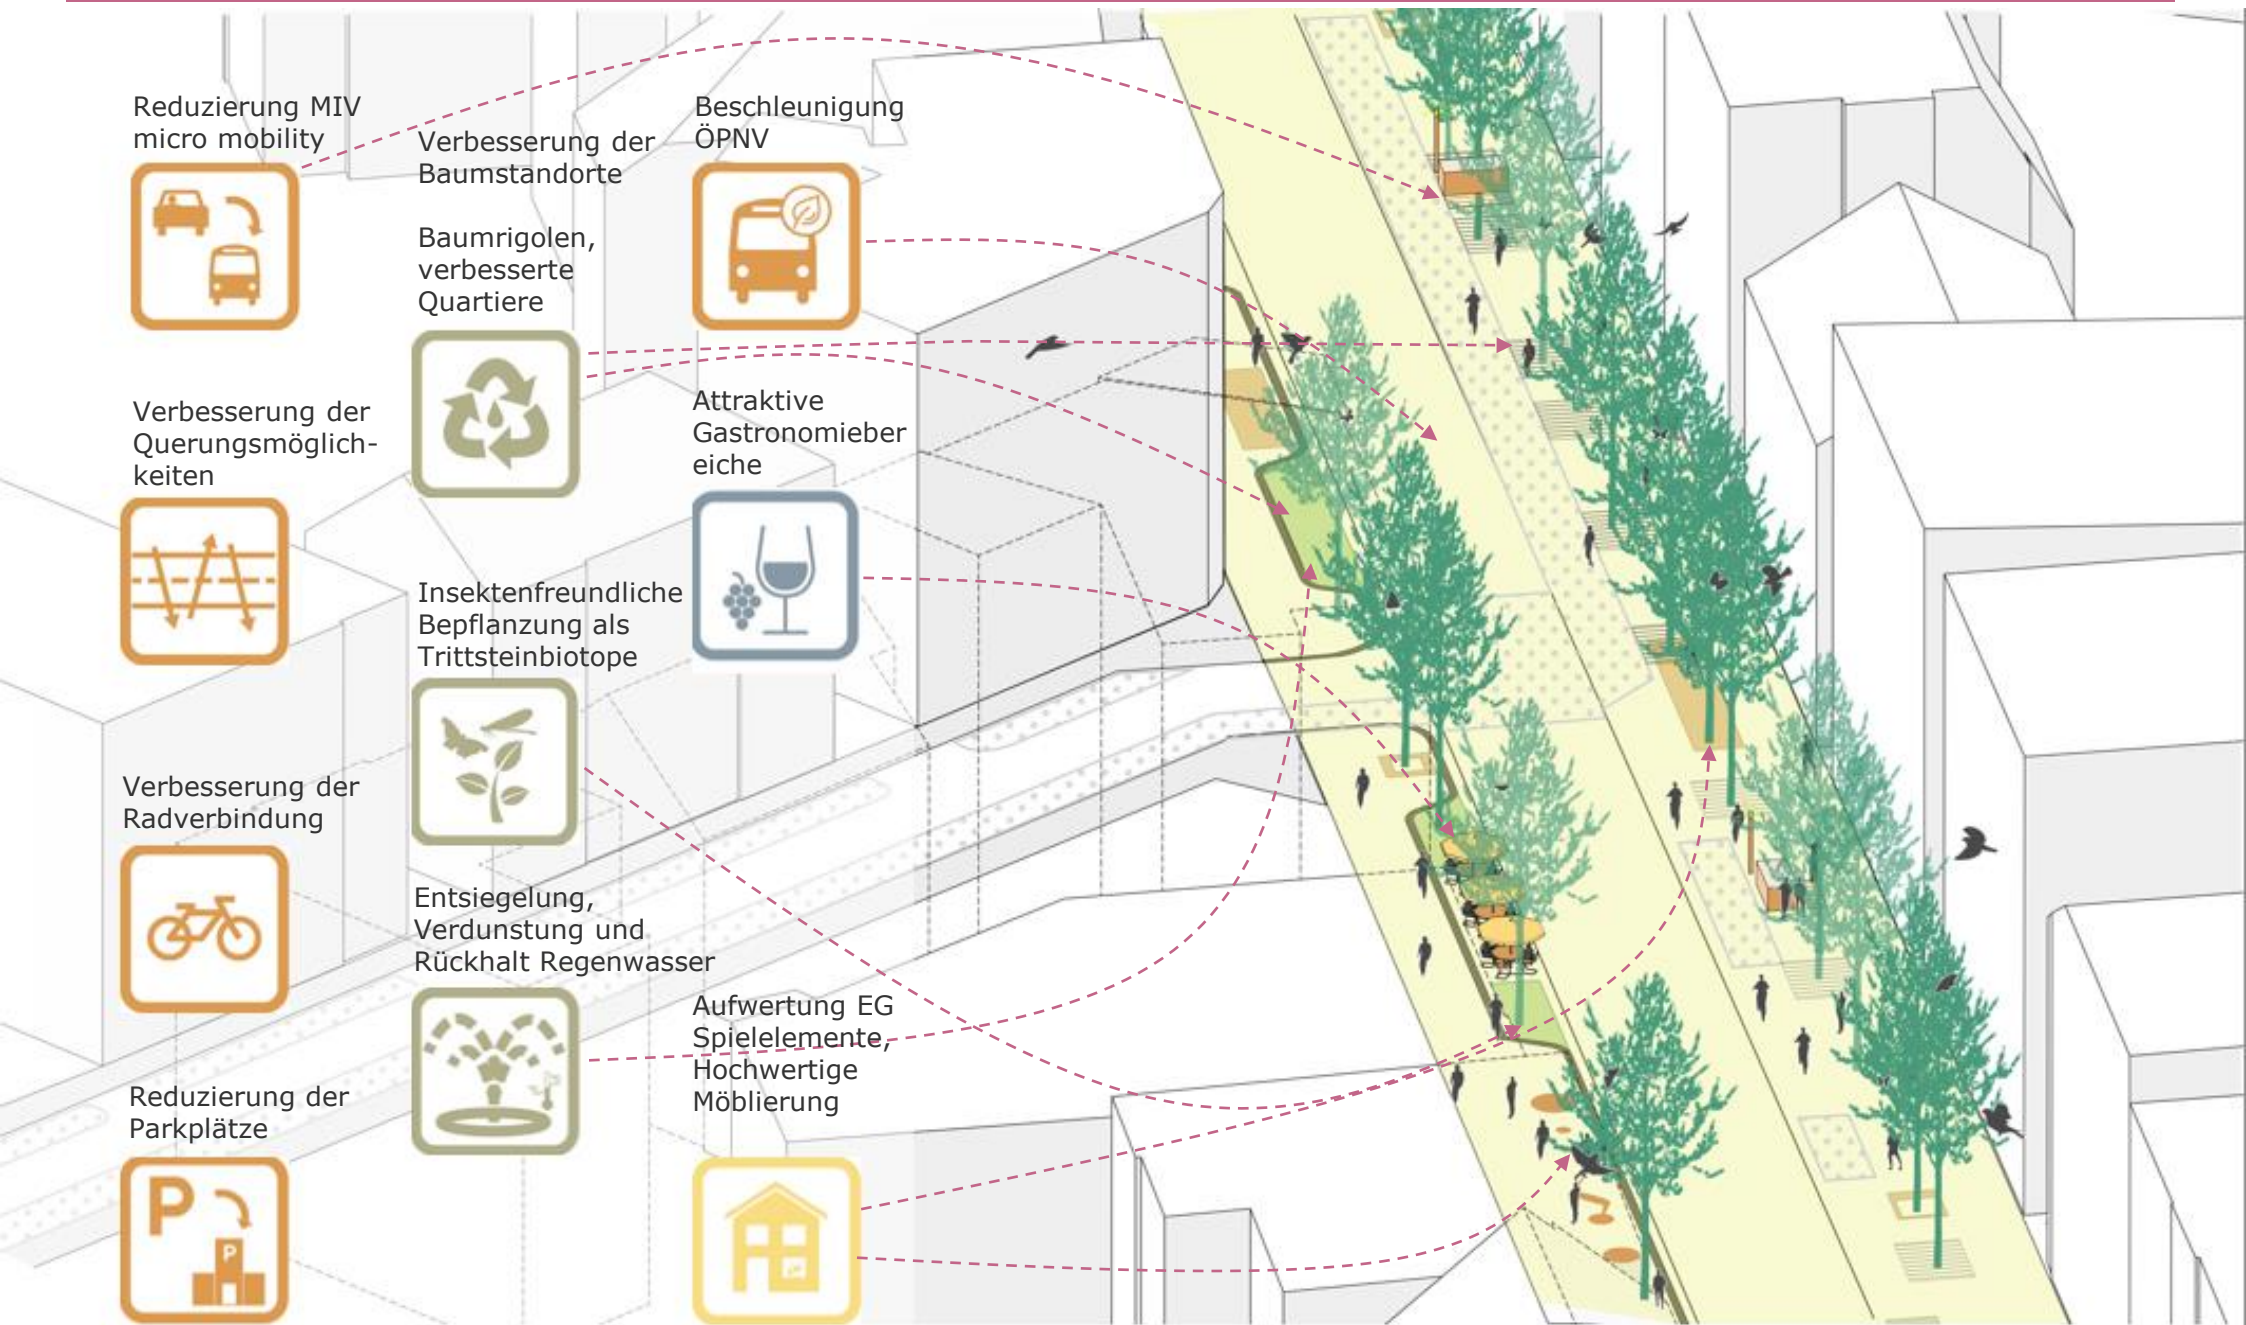 Reduzierung MIV
micro mobility
Verbesserung der
Querungsmöglich-
keiten
Verbesserung der
Radverbindung
Reduzierung der
Parkplätze
P
P
Verbesserung der
Baumstandorte
Baumrigolen,
verbesserte
Quartiere
Insektenfreundliche
Bepflanzung als
Trittsteinbiotope
Entsiegelung,
Verdunstung und
Rückhalt Regenwasser
Beschleunigung
ÖPNV
Attraktive
Gastronomieber
eiche
Aufwertung EG
Spielelemente,
Hochwertige
Möblierung